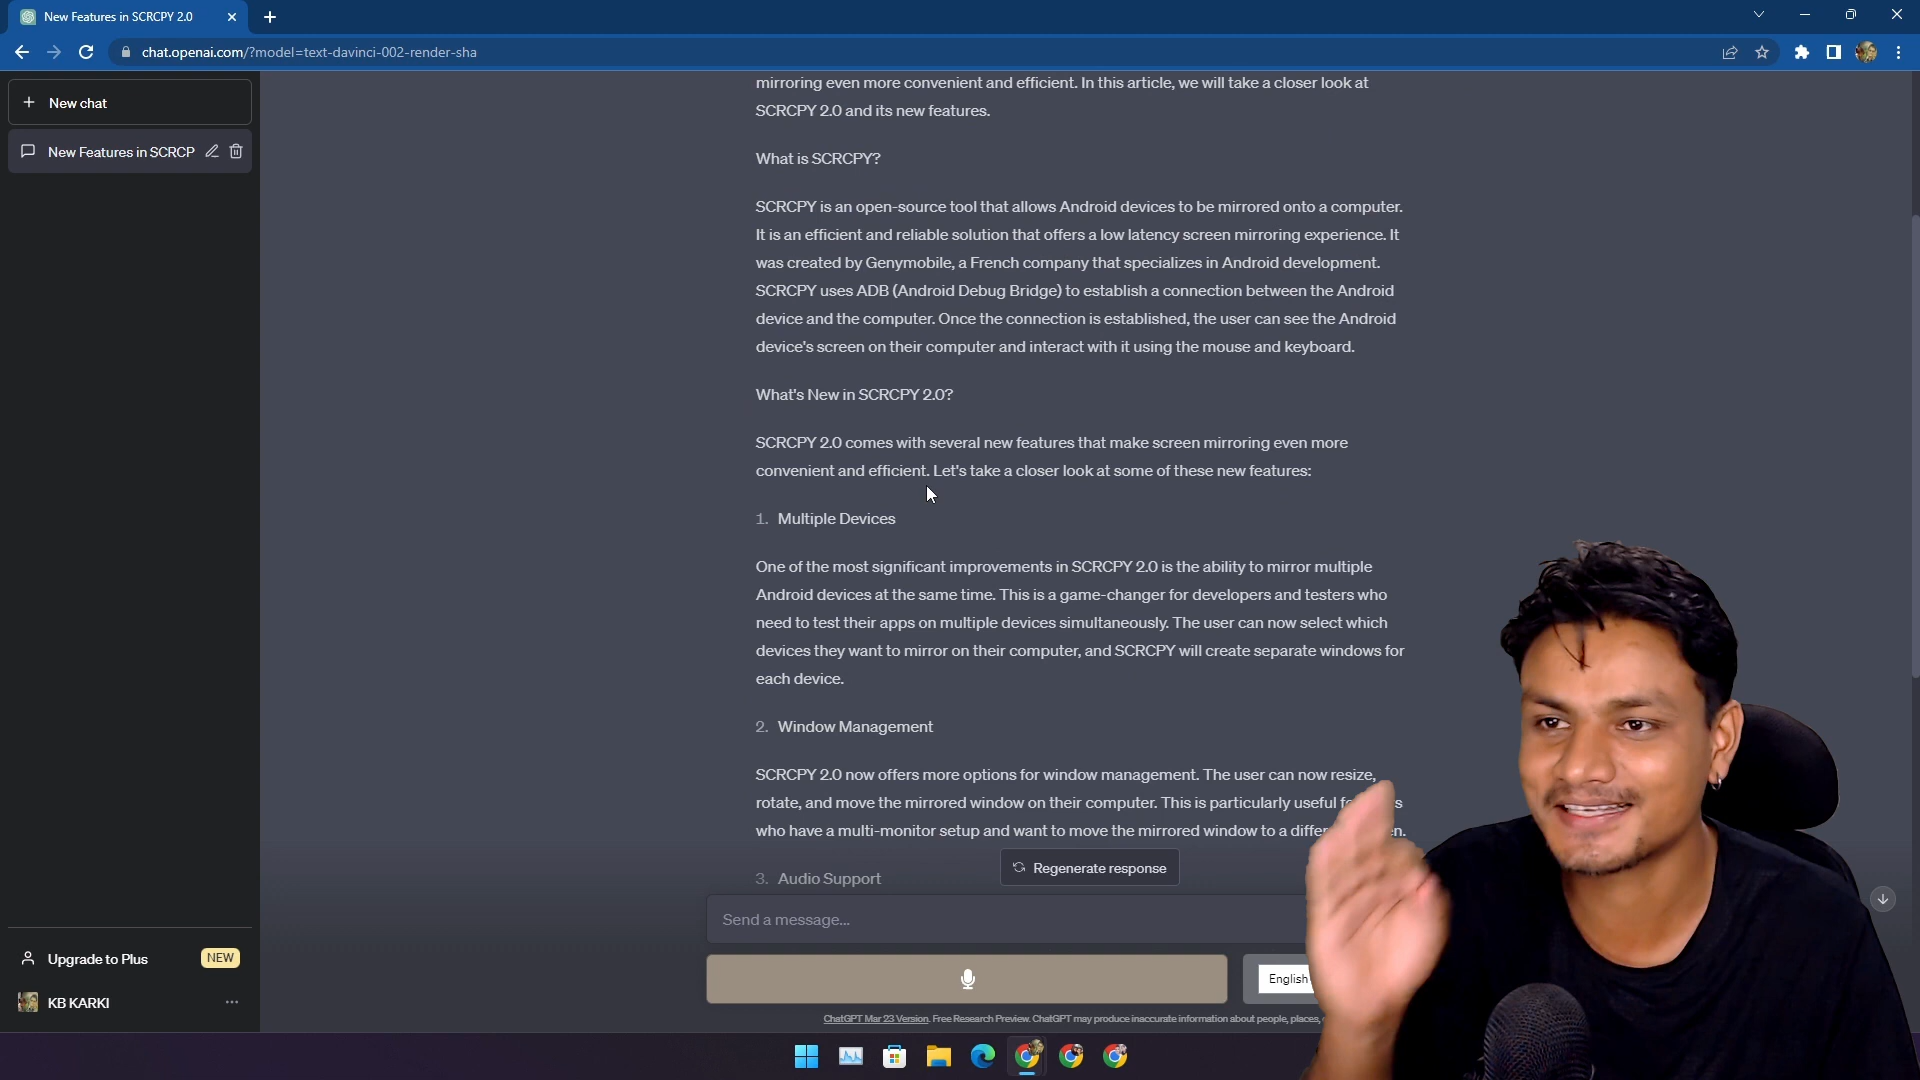 New Features in SCRCPY 2.0
chat.openai.com/?model=text-davinci-002-render-sha
New chat
New Features in SCRCP
mirroring even more convenient and efficient. In this article, we will take a closer look at
SCRCPY 2.0 and its new features.
What is SCRCPY?
SCRCPY is an open-source tool that allows Android devices to be mirrored onto a computer.
It is an efficient and reliable solution that offers a low latency screen mirroring experience. It
was created by Genymobile, a French company that specializes in Android development.
SCRCPY uses ADB (Android Debug Bridge) to establish a connection between the Android
device and the computer. Once the connection is established, the user can see the Android
device's screen on their computer and interact with it using the mouse and keyboard.
What's New in SCRCPY 2.0?
SCRCPY 2.0 comes with several new features that make screen mirroring even more
convenient and efficient. Let's take a closer look at some of these new features:
1. Multiple Devices
One of the most significant improvements in SCRCPY 2.0 is the ability to mirror multiple
Android devices at the same time. This is a game-changer for developers and testers who
need to test their apps on multiple devices simultaneously. The user can now select which
devices they want to mirror on their computer, and SCRCPY will create separate windows for
each device.
2. Window Management
SCRCPY 2.0 now offers more options for window management. The user can now resize,
rotate, and move the mirrored window on their computer. This is particularly useful
who have a multi-monitor setup and want to move the mirrored window to a
3. Audio Support
Regenerate response
Send a message...
English
Upgrade to Plus NEW
KB KARKI
ChatGPT Mar 23 Version. Free Research Preview. ChatGPT may produce inaccurate information about people, places,